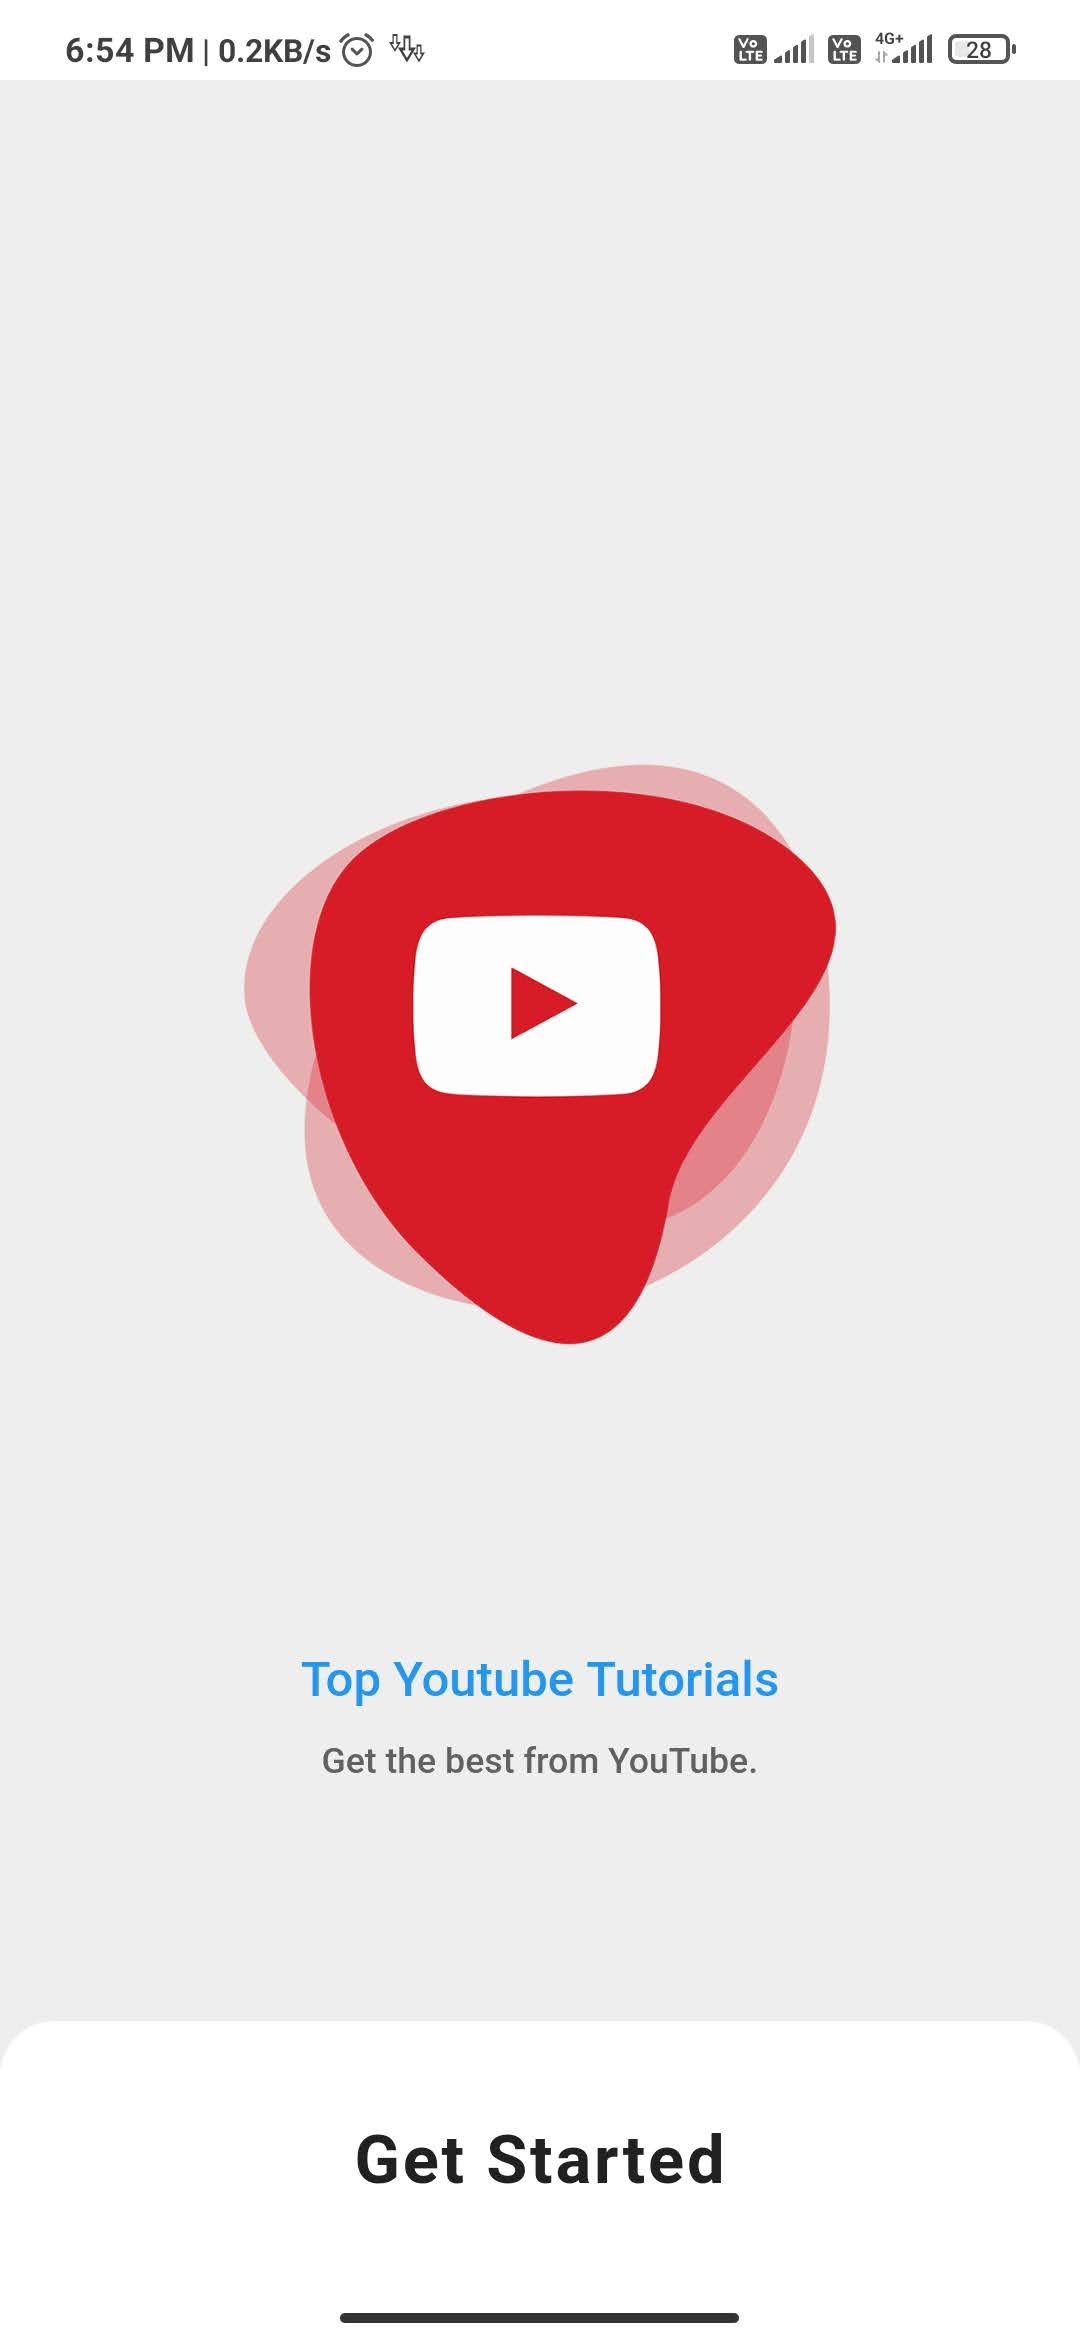 6:54 PM | 0.2KB/s Vo LTE Vo LTE 4G+ 28
Top Youtube Tutorials
Get the best from YouTube.
Get Started